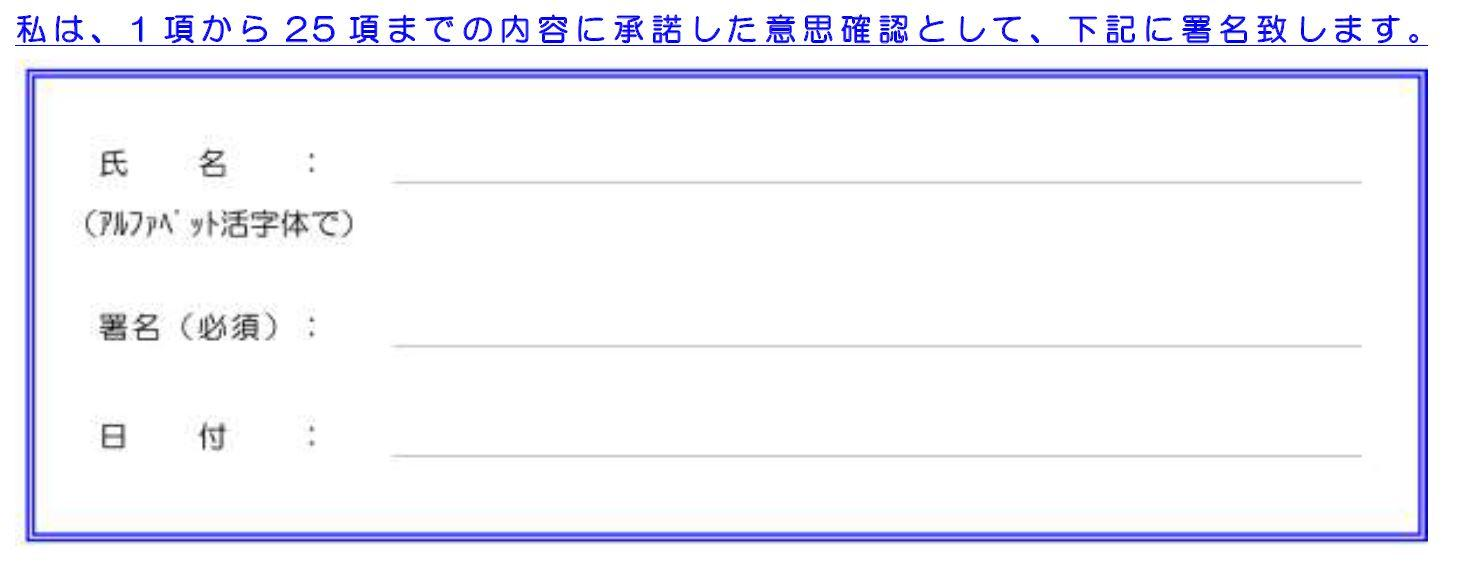 私は、1 項から 25 項までの内容に承諾した意思確認として、下記に署名致します。
氏　　名　　：
（ｱﾙﾌｧﾍﾞｯﾄ活字体で）
署名（必須）：
日　　付　　：